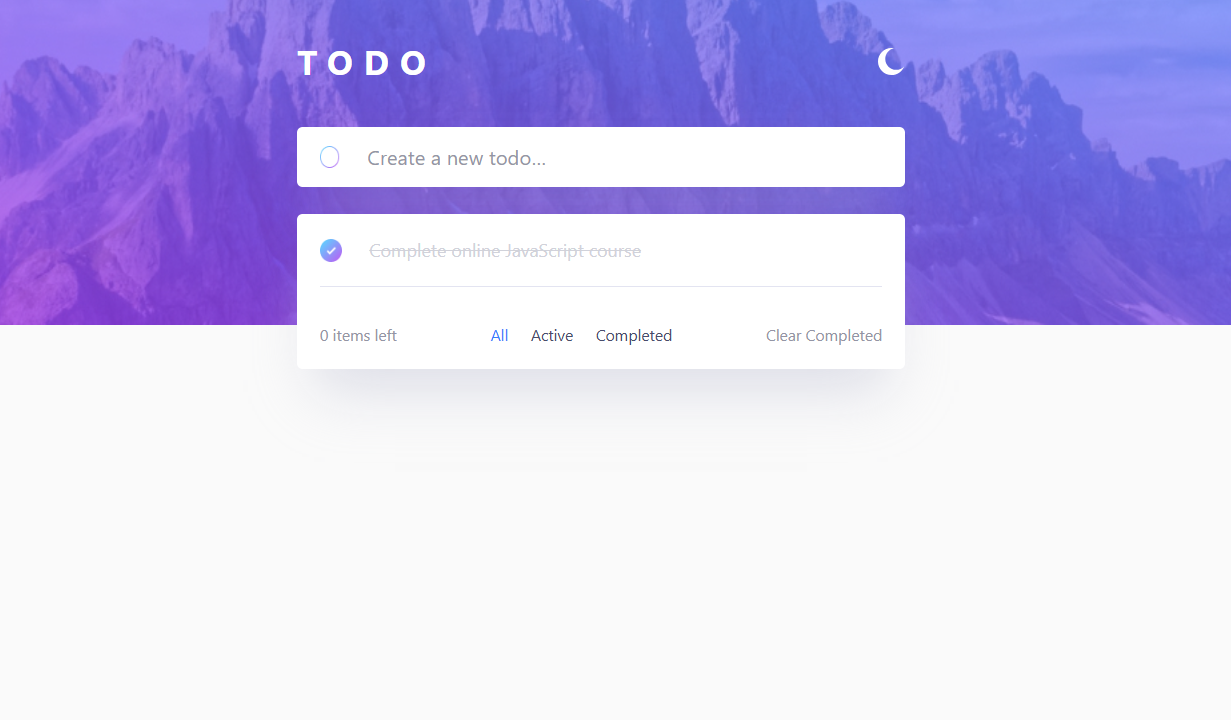 TODO
Create a new todo...
Complete online JavaScript course
0 items left All Active Completed Clear Completed